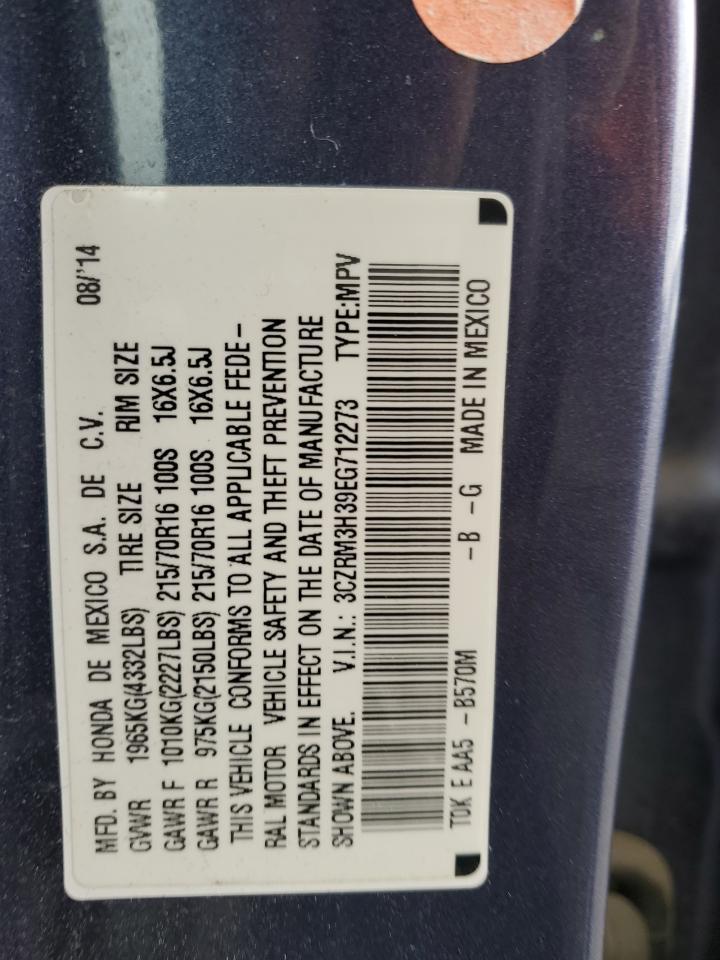 MFD. BY HONDA DE MEXICO S.A. DE C.V. 08/'14
GVWR 1965KG(4332LBS) TIRE SIZE RIM SIZE
GAWR F 1010KG(2227LBS) 215/70R16 100S 16X6.5J
GAWR R 975KG(2150LBS) 215/70R16 100S 16X6.5J
THIS VEHICLE CONFORMS TO ALL APPLICABLE FEDE-
RAL MOTOR VEHICLE SAFETY AND THEFT PREVENTION
STANDARDS IN EFFECT ON THE DATE OF MANUFACTURE
SHOWN ABOVE. V.I.N.: 3CZRM3H39EG712273 TYPE:MPV
T0K E AA5 -B570M -B -G MADE IN MEXICO